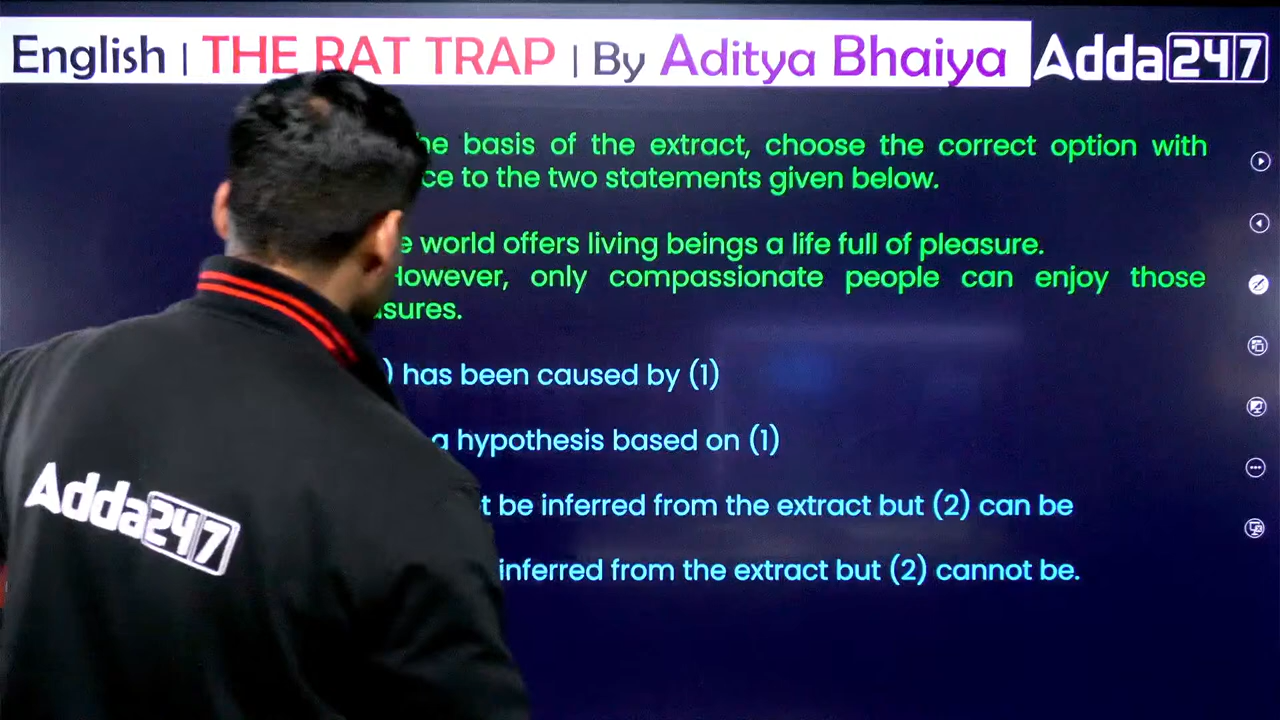 English | THE RAT TRAP | By Aditya Bhaiya Adda247
basis of the extract, choose the correct option with
to the two statements given below.
world offers living beings a life full of pleasure.
However, only compassionate people can enjoy those
has been caused by (1)
a hypothesis based on (1)
be inferred from the extract but (2) can be
inferred from the extract but (2) cannot be.
Adda247